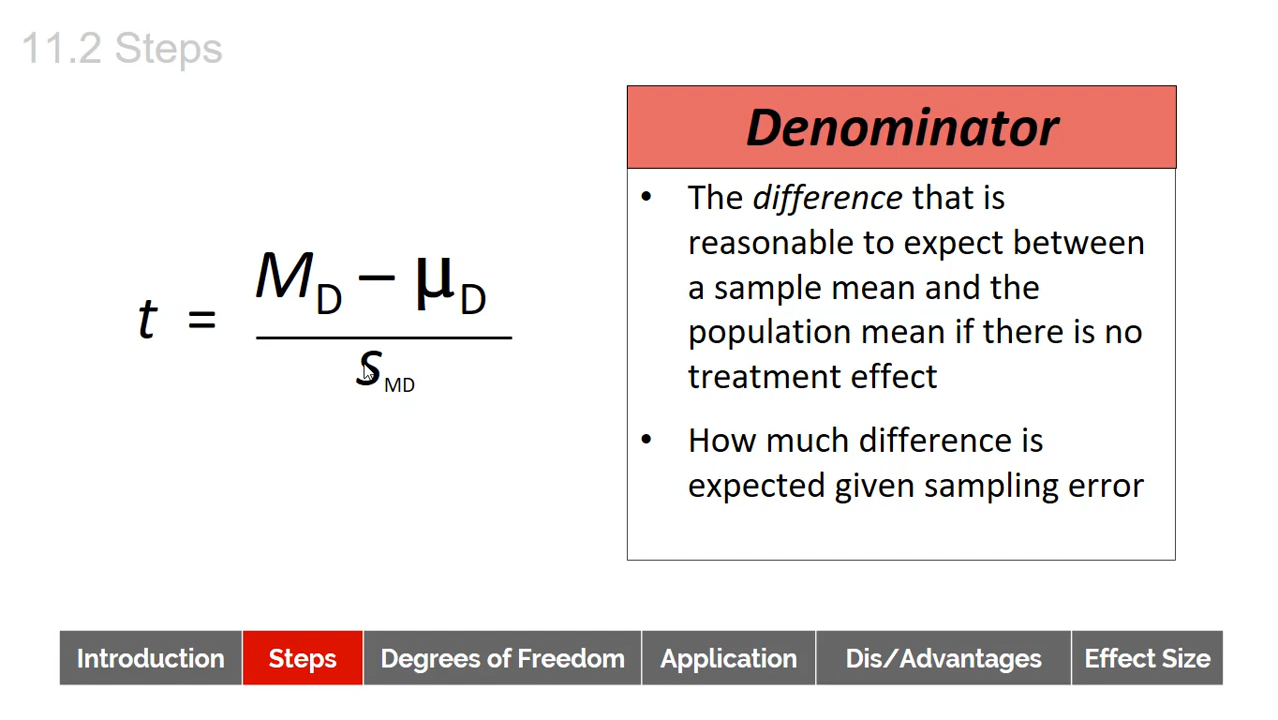 11.2 Steps
t = M_D – µ_D
s_MD
Denominator
• The difference that is
reasonable to expect between
a sample mean and the
population mean if there is no
treatment effect
• How much difference is
expected given sampling error
Introduction
Steps
Degrees of Freedom
Application
Dis/Advantages
Effect Size